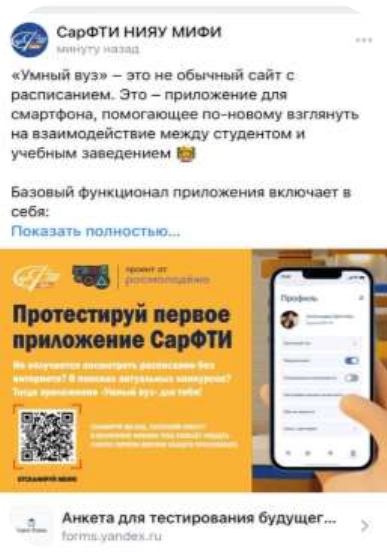 СарФТИ НИЯУ МИФИ
минуту назад
«Умный вуз» – это не обычный сайт с
расписанием. Это – приложение для
смартфона, помогающее по-новому взглянуть
на взаимодействие между студентом и
учебным заведением
Базовый функционал приложения включает в
себя:
Показать полностью...
проект от
росмолодёжь
Протестируй первое
приложение СарФТИ
Не получается посмотреть расписание без
интернета? В поисках актуальных конкурсов?
Тогда приложение «Умный вуз» для тебя!
ОТСКАНИРУЙ МЕНЯ!
Профиль
Анкета для тестирования будущег...
forms.yandex.ru